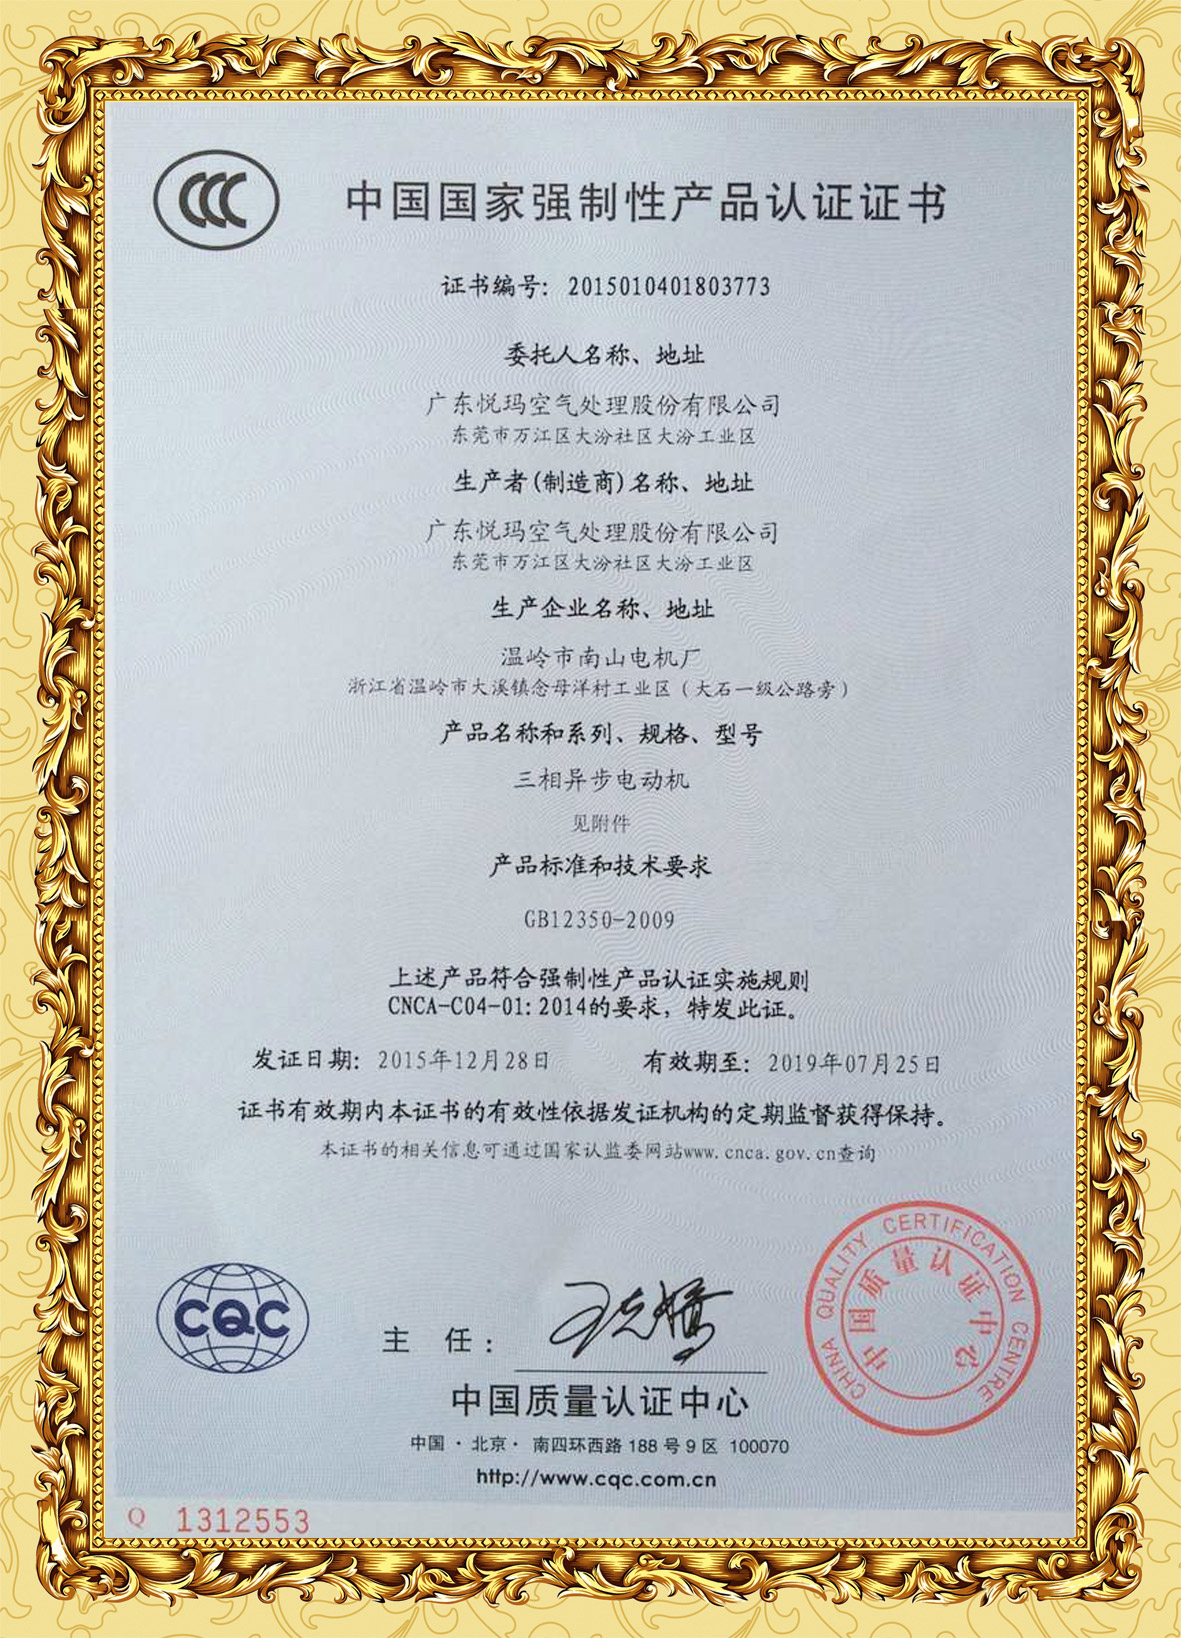 CCC
中国国家强制性产品认证证书
证书编号: 2015010401803773
委托人名称、地址
广东悦玛空气处理股份有限公司
东莞市万江区大汾社区大汾工业区
生产者(制造商)名称、地址
广东悦玛空气处理股份有限公司
东莞市万江区大汾社区大汾工业区
生产企业名称、地址
温岭市南山电机厂
浙江省温岭市大溪镇念母洋村工业区（大石一级公路旁）
产品名称和系列、规格、型号
三相异步电动机
见附件
产品标准和技术要求
GB12350-2009
上述产品符合强制性产品认证实施规则
CNCA-C04-01: 2014的要求，特发此证。
发证日期: 2015年12月28日 有效期至: 2019年07月25日
证书有效期内本证书的有效性依据发证机构的定期监督获得保持。
本证书的相关信息可通过国家认监委网站www.cnca.gov.cn查询
CQC
主 任:
CHINA QUALITY CERTIFICATION CENTRE
中国质量认证中心
中国质量认证中心
中国·北京· 南四环西路 188 号 9 区 100070
http://www.cqc.com.cn
Q 1312553